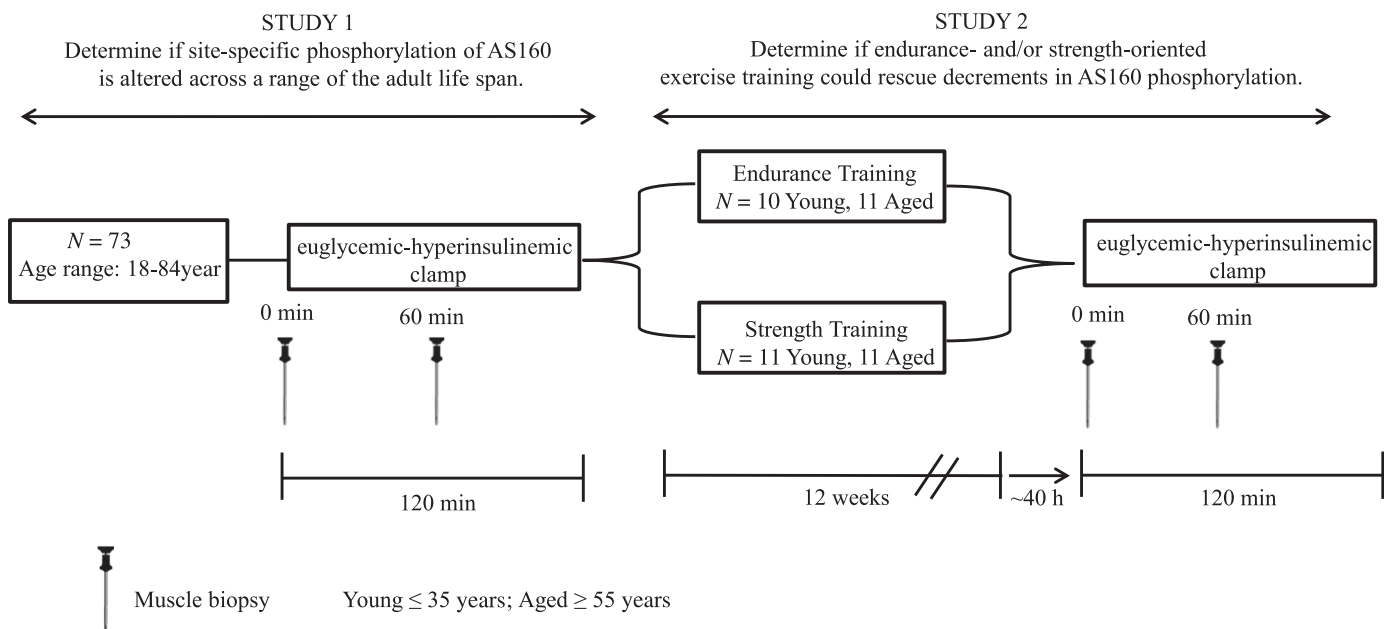 STUDY 1
Determine if site-specific phosphorylation of AS160
is altered across a range of the adult life span.
STUDY 2
Determine if endurance- and/or strength-oriented
exercise training could rescue decrements in AS160 phosphorylation.
N = 73
Age range: 18-84year
euglycemic-hyperinsulinemic
clamp
0 min
60 min
120 min
Endurance Training
N = 10 Young, 11 Aged
Strength Training
N = 11 Young, 11 Aged
12 weeks
~40 h
euglycemic-hyperinsulinemic
clamp
0 min
60 min
120 min
Muscle biopsy
Young ≤ 35 years; Aged ≥ 55 years